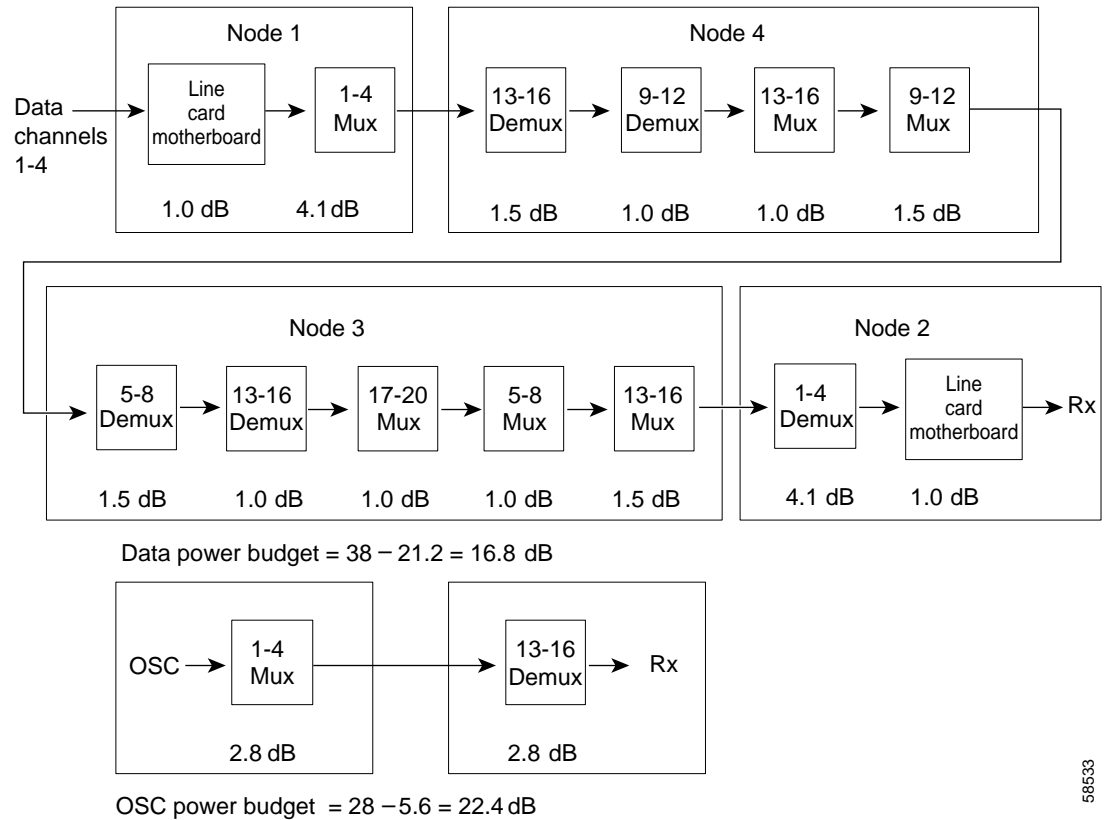 Node 1
Node 4
Data
channels
1-4
Line
card
motherboard
1-4
Mux
13-16
Demux
9-12
Demux
13-16
Mux
9-12
Mux
1.0 dB
4.1 dB
1.5 dB
1.0 dB
1.0 dB
1.5 dB
Node 3
Node 2
5-8
Demux
13-16
Demux
17-20
Mux
5-8
Mux
13-16
Mux
1-4
Demux
Line
card
motherboard
Rx
1.5 dB
1.0 dB
1.0 dB
1.0 dB
1.5 dB
4.1 dB
1.0 dB
Data power budget = 38 – 21.2 = 16.8 dB
OSC
1-4
Mux
13-16
Demux
Rx
2.8 dB
2.8 dB
OSC power budget = 28 – 5.6 = 22.4 dB
58533